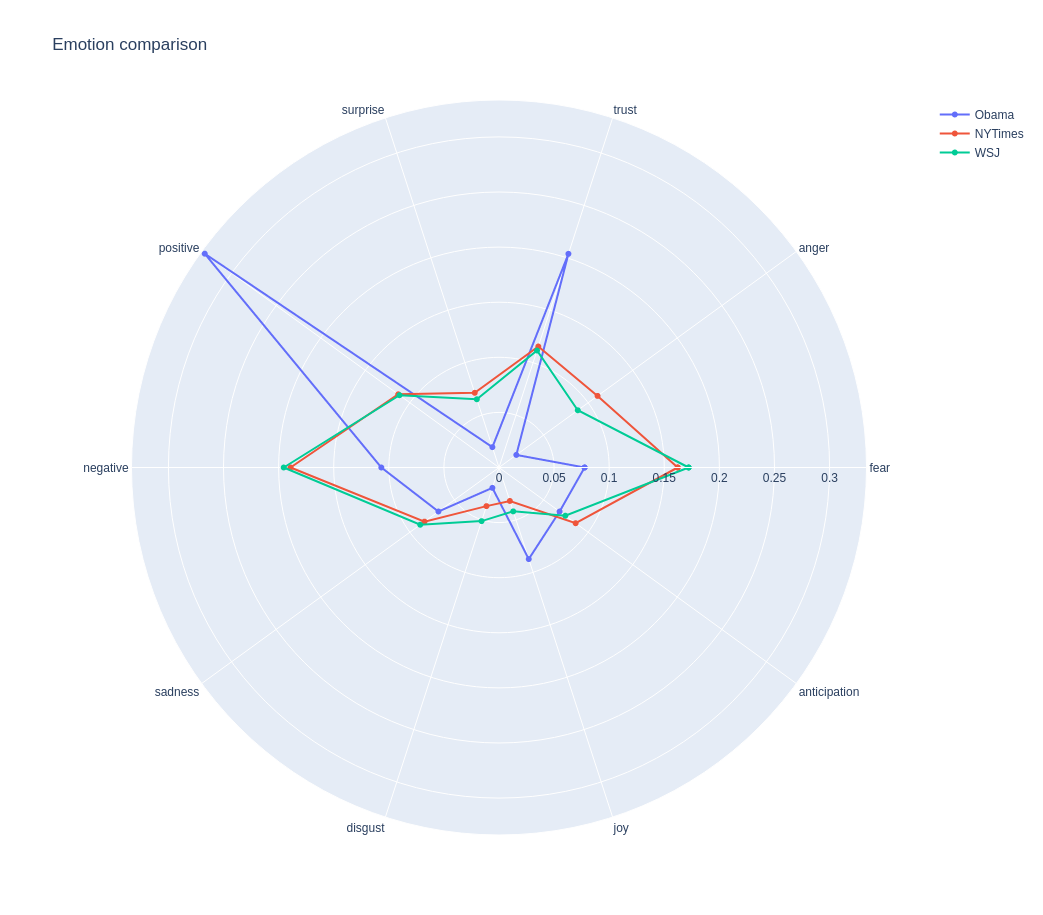 Emotion comparison
surprise
trust
Obama
NYTimes
WSJ
positive
anger
negative
fear
0
0.05
0.1
0.15
0.2
0.25
0.3
sadness
anticipation
disgust
joy